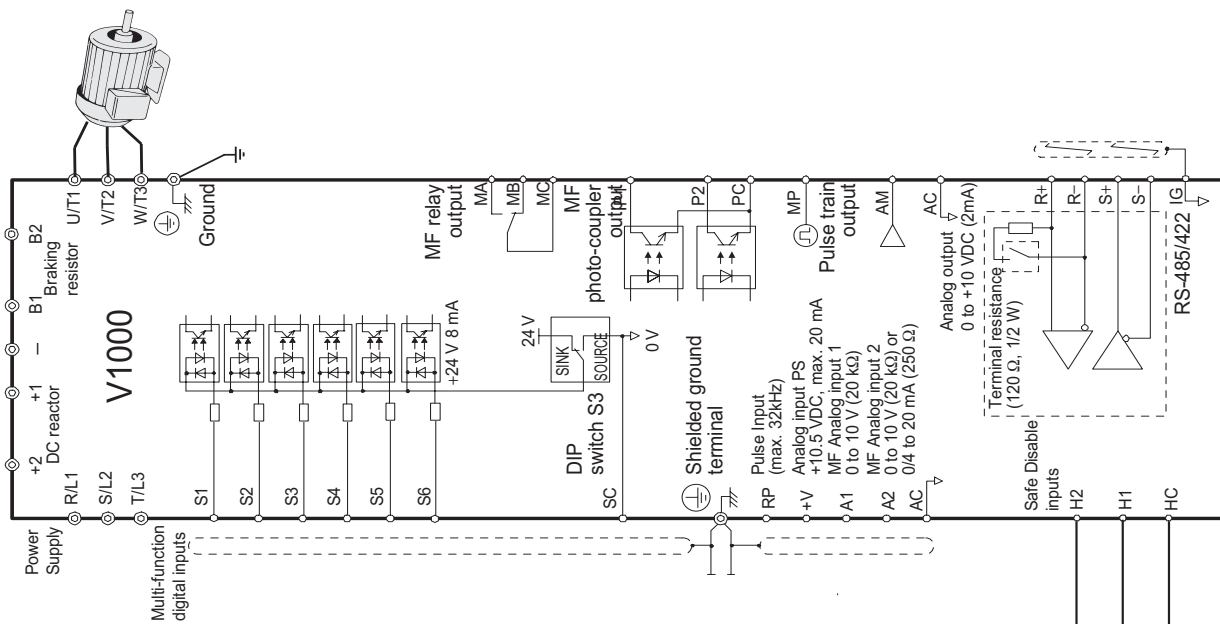 B2
B1
Braking
resistor
–
+1
+2
DC reactor
U/T1
V/T2
W/T3
Ground
V1000
R/L1
S/L2
T/L3
Power
Supply
Multi-function
digital inputs
S1
S2
S3
S4
S5
S6
+24 V 8 mA
MF relay
output
MA
MB
MC
MF
photo-coupler
output
P2
PC
24 V
SINK
SOURCE
0 V
DIP
switch S3
SC
Shielded ground
terminal
MP
Pulse train
output
AM
AC
Analog output
0 to +10 VDC (2mA)
RP
Pulse Input
(max. 32kHz)
+V
Analog input PS
+10.5 VDC, max. 20 mA
A1
MF Analog input 1
0 to 10 V (20 kΩ)
A2
MF Analog input 2
0 to 10 V (20 kΩ) or
0/4 to 20 mA (250 Ω)
AC
R+
R–
S+
S–
IG
RS-485/422
Terminal resistance
(120 Ω, 1/2 W)
Safe Disable
inputs
H2
H1
HC